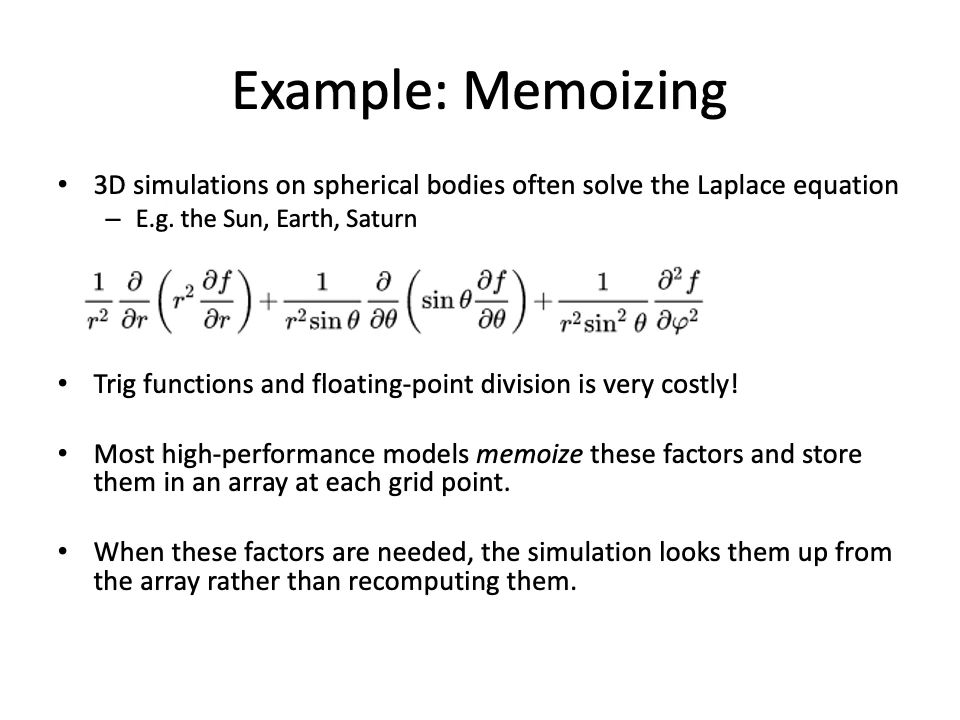 Example: Memoizing
• 3D simulations on spherical bodies often solve the Laplace equation
– E.g. the Sun, Earth, Saturn
1/r² ∂/∂r (r² ∂f/∂r) + 1/(r² sin θ) ∂/∂θ (sin θ ∂f/∂θ) + 1/(r² sin² θ) ∂²f/∂φ²
• Trig functions and floating-point division is very costly!
• Most high-performance models memoize these factors and store
them in an array at each grid point.
• When these factors are needed, the simulation looks them up from
the array rather than recomputing them.